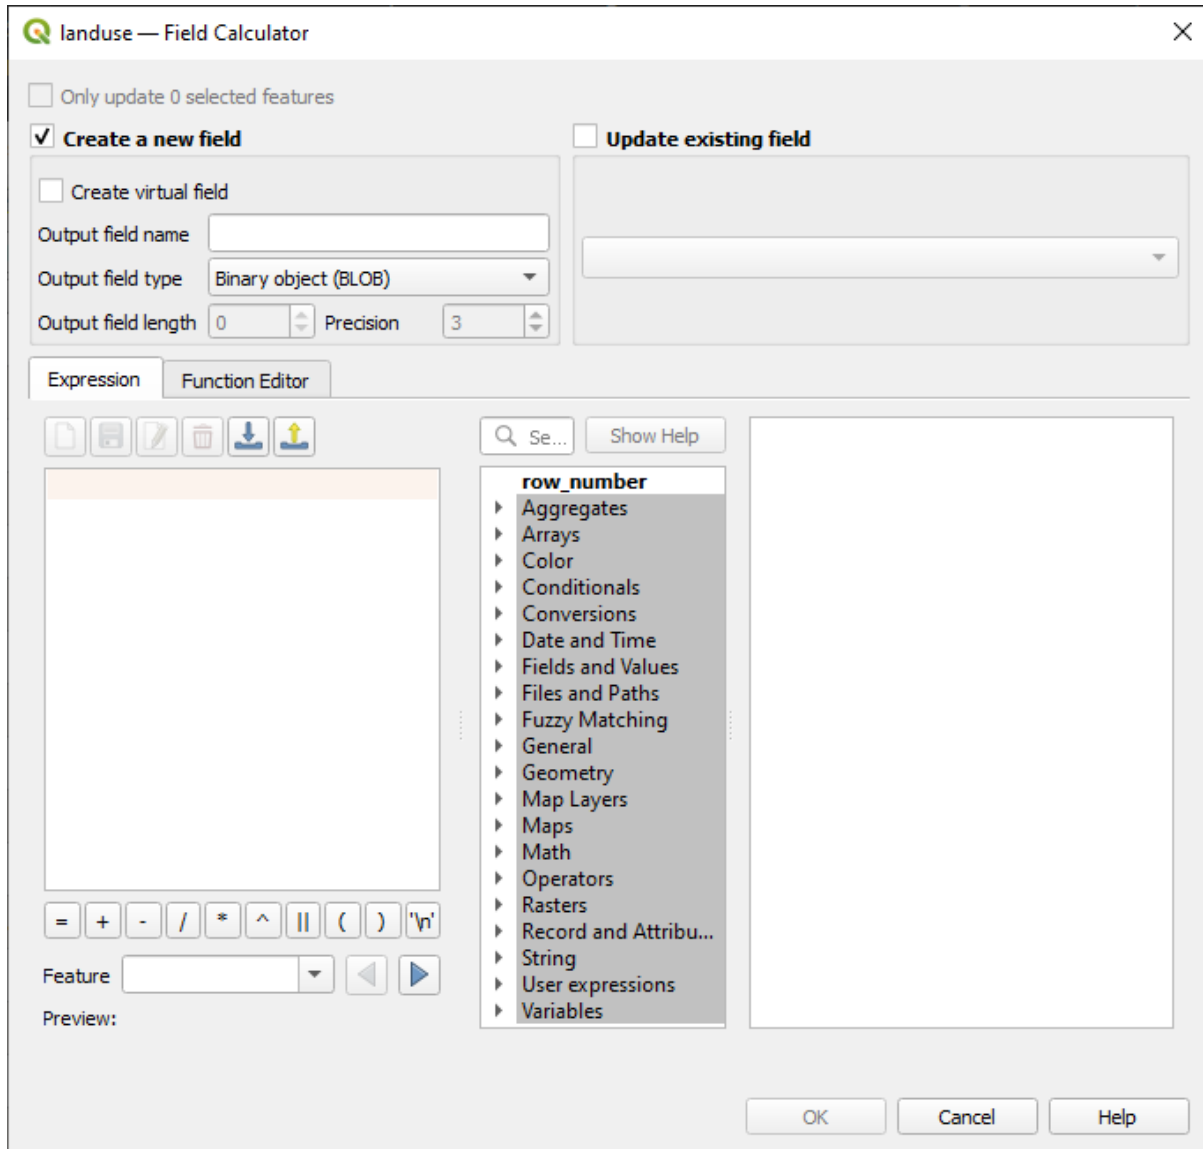 landuse — Field Calculator
Only update 0 selected features
Create a new field
Update existing field
Create virtual field
Output field name
Output field type Binary object (BLOB)
Output field length 0 Precision 3
Expression Function Editor
Se... Show Help
row_number
Aggregates
Arrays
Color
Conditionals
Conversions
Date and Time
Fields and Values
Files and Paths
Fuzzy Matching
General
Geometry
Map Layers
Maps
Math
Operators
Rasters
Record and Attribu...
String
User expressions
Variables
= + - / * ^ || ( ) '\n'
Feature
Preview:
OK Cancel Help